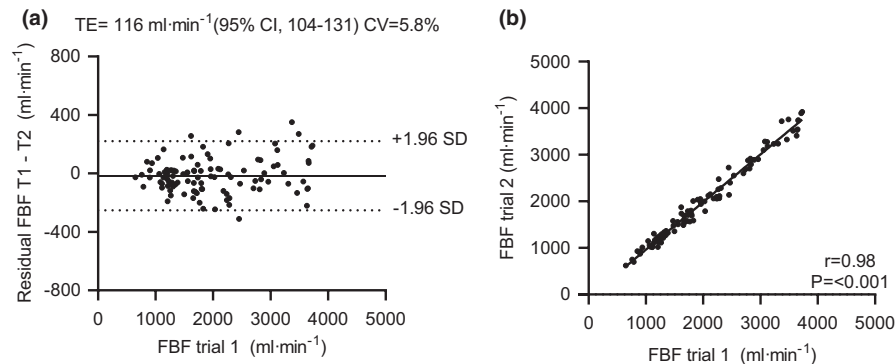 (a)
TE= 116 ml·min⁻¹(95% CI, 104-131) CV=5.8%
Residual FBF T1 - T2 (ml·min⁻¹)
800
400
0
-400
-800
+1.96 SD
-1.96 SD
0 1000 2000 3000 4000 5000
FBF trial 1 (ml·min⁻¹)
(b)
FBF trial 2 (ml·min⁻¹)
5000
4000
3000
2000
1000
0
r=0.98
P=<0.001
0 1000 2000 3000 4000 5000
FBF trial 1 (ml·min⁻¹)